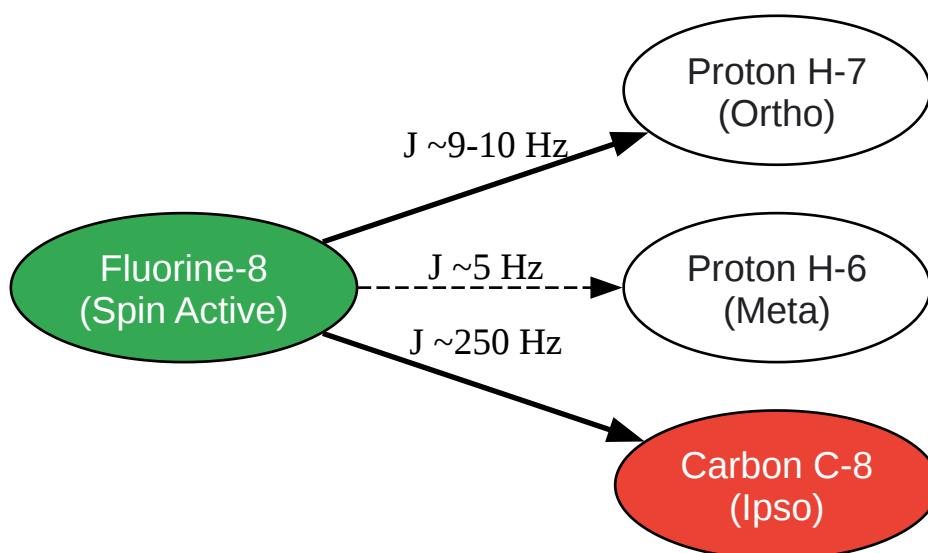 Proton H-7
(Ortho)
J ~9-10 Hz
Fluorine-8
(Spin Active)
J ~5 Hz
Proton H-6
(Meta)
J ~250 Hz
Carbon C-8
(Ipso)